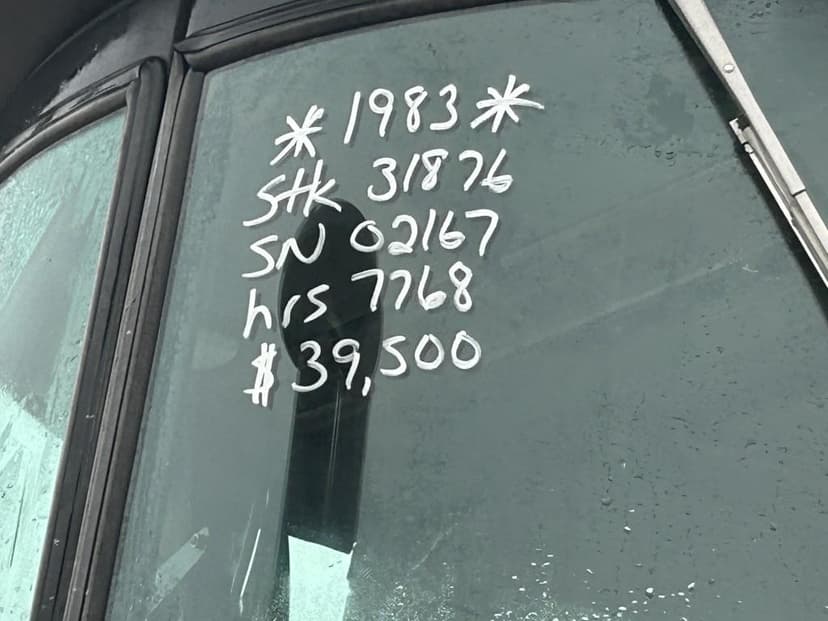 * 1983 *
Stk 31876
SN 02167
hrs 7768
$39,500